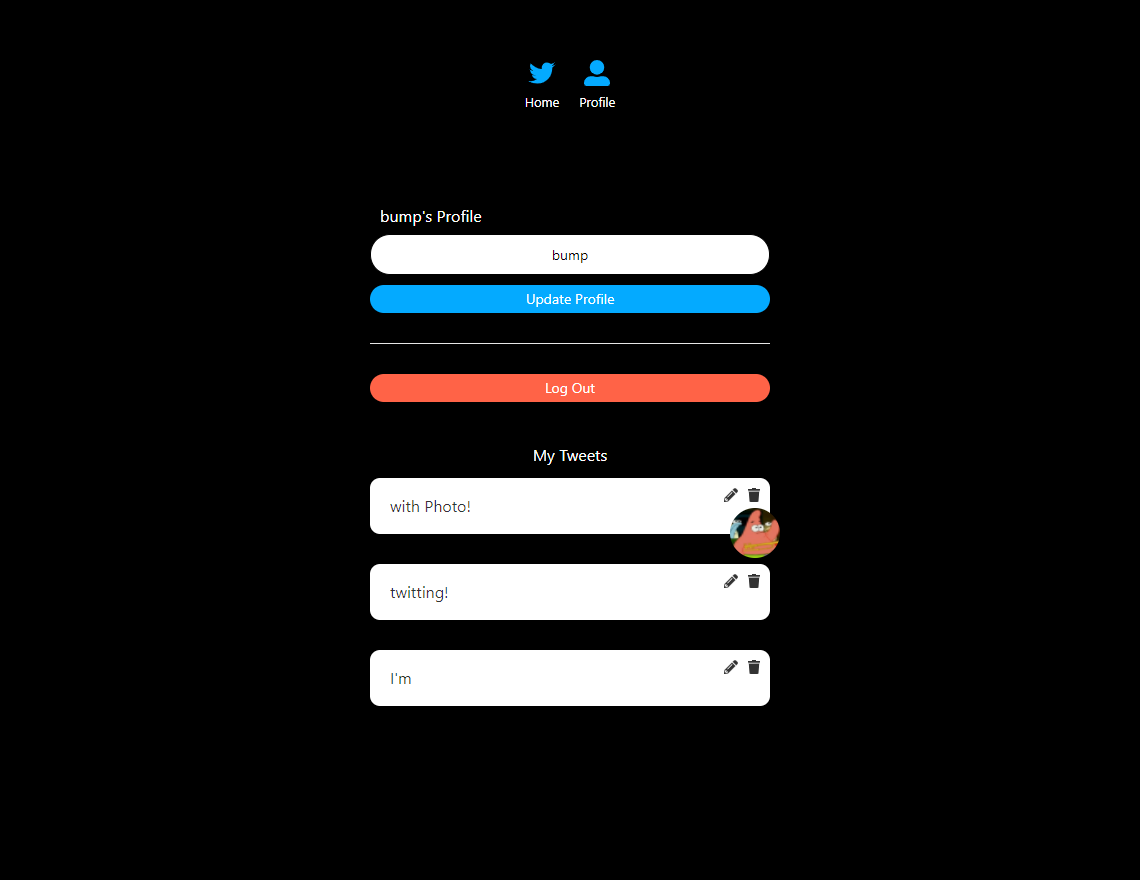 Home Profile
bump's Profile
bump
Update Profile
Log Out
My Tweets
with Photo!
twitting!
I'm